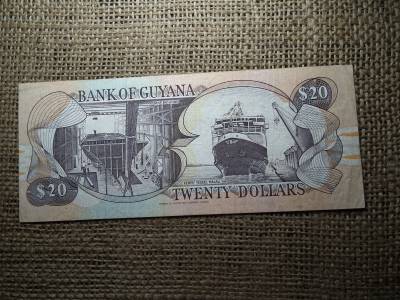 BANK OF GUYANA
$20
$20
TWENTY DOLLARS